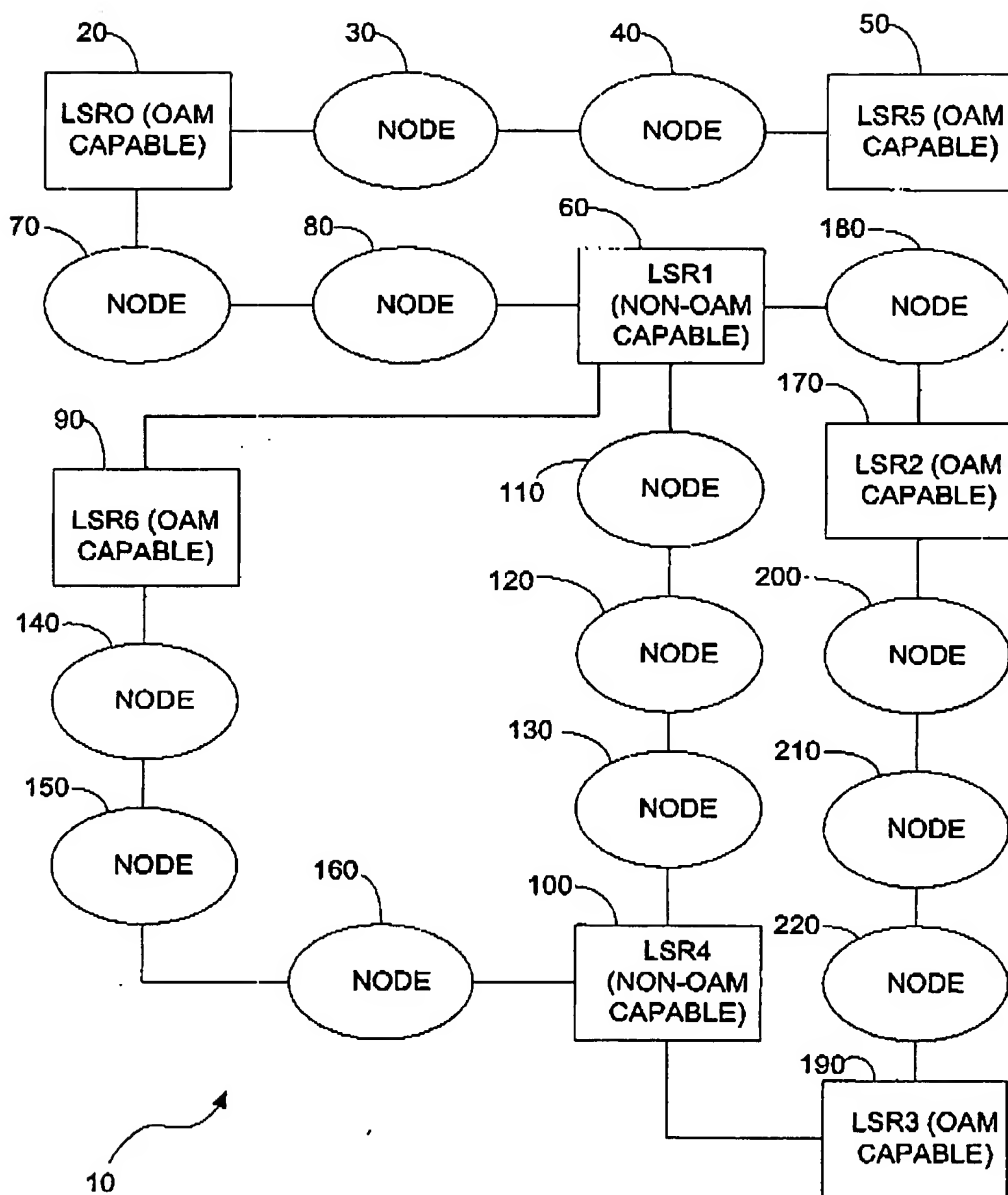 20
30
40
50
LSRO (OAM
CAPABLE)
NODE
NODE
LSR5 (OAM
CAPABLE)
70
80
60
180
NODE
NODE
LSR1
(NON-OAM
CAPABLE)
NODE
90
170
LSR6 (OAM
CAPABLE)
110
NODE
LSR2 (OAM
CAPABLE)
140
120
200
NODE
NODE
NODE
150
130
210
NODE
NODE
NODE
160
100
220
NODE
LSR4
(NON-OAM
CAPABLE)
NODE
190
10
LSR3 (OAM
CAPABLE)